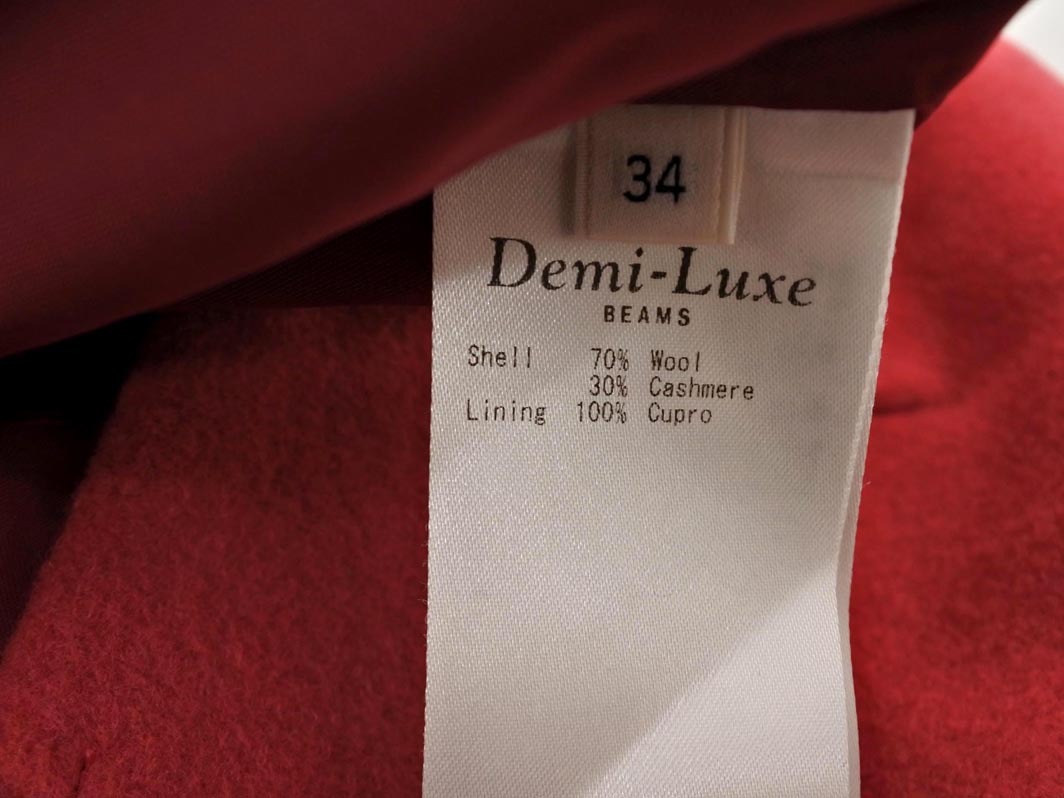 34
Demi-Luxe
BEAMS
Shell 70% Wool
30% Cashmere
Lining 100% Cupro